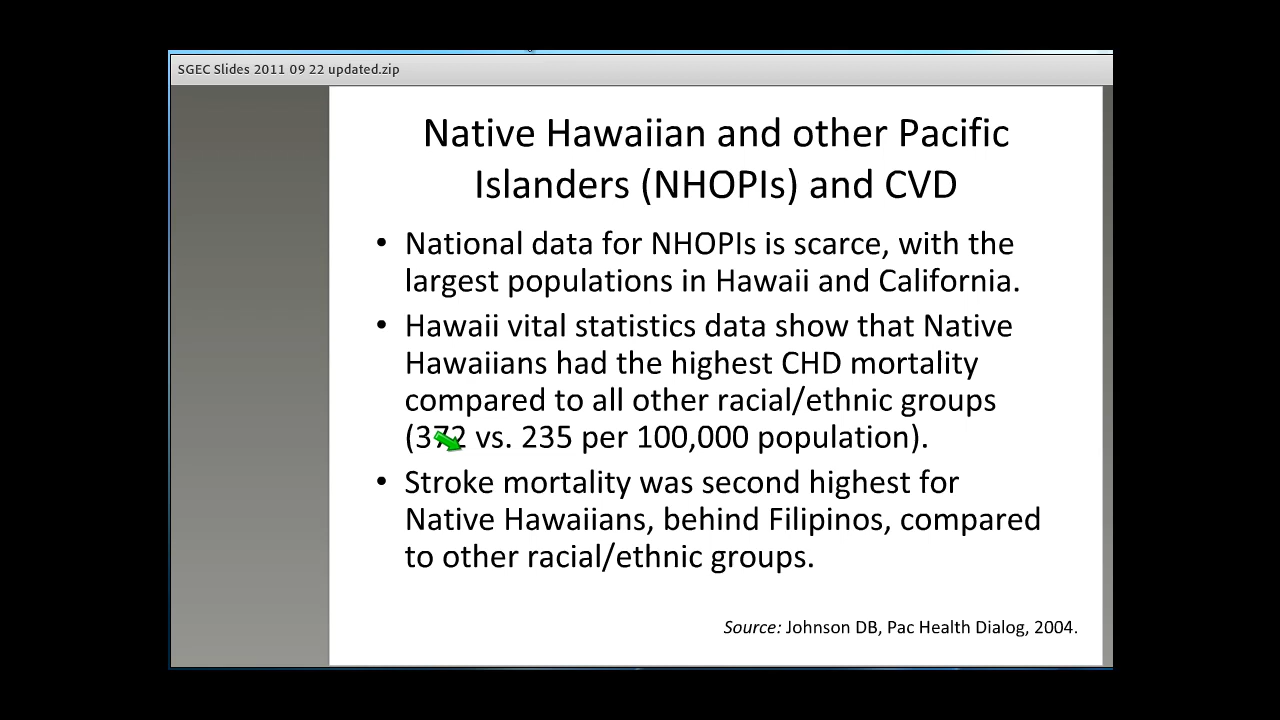 SGEC Slides 2011 09 22 updated.zip
Native Hawaiian and other Pacific
Islanders (NHOPIs) and CVD
• National data for NHOPIs is scarce, with the
largest populations in Hawaii and California.
• Hawaii vital statistics data show that Native
Hawaiians had the highest CHD mortality
compared to all other racial/ethnic groups
(372 vs. 235 per 100,000 population).
• Stroke mortality was second highest for
Native Hawaiians, behind Filipinos, compared
to other racial/ethnic groups.
Source: Johnson DB, Pac Health Dialog, 2004.